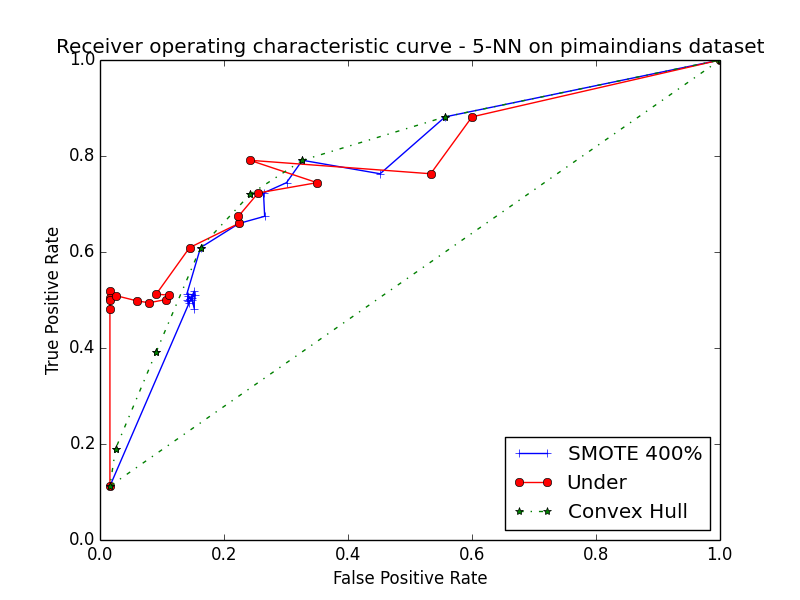 Receiver operating characteristic curve - 5-NN on pimaindians dataset
1.0
0.8
0.6
0.4
0.2
0.0
True Positive Rate
0.0 0.2 0.4 0.6 0.8 1.0
False Positive Rate
SMOTE 400%
Under
Convex Hull